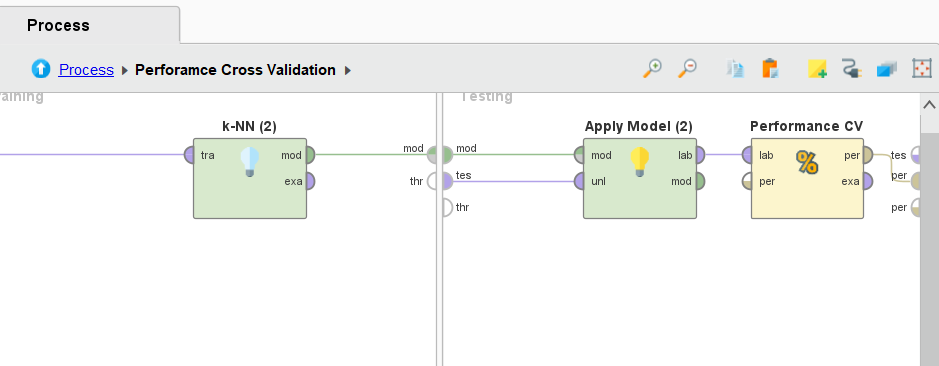 Process
Process Perforamce Cross Validation
Testing
k-NN (2)
Apply Model (2)
Performance CV
tra
mod
exa
mod
thr
mod
tes
thr
mod
unl
lab
mod
lab
per
per
exa
tes
per
per